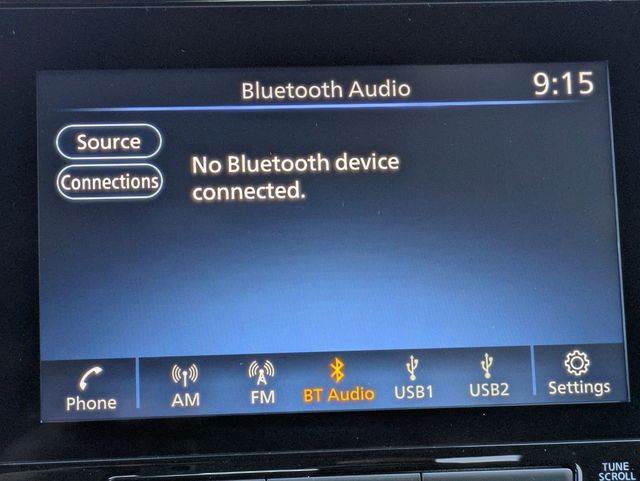 Bluetooth Audio
9:15
Source
Connections
No Bluetooth device
connected.
Phone
AM
FM
BT Audio
USB1
USB2
Settings
TUNE
SCROLL